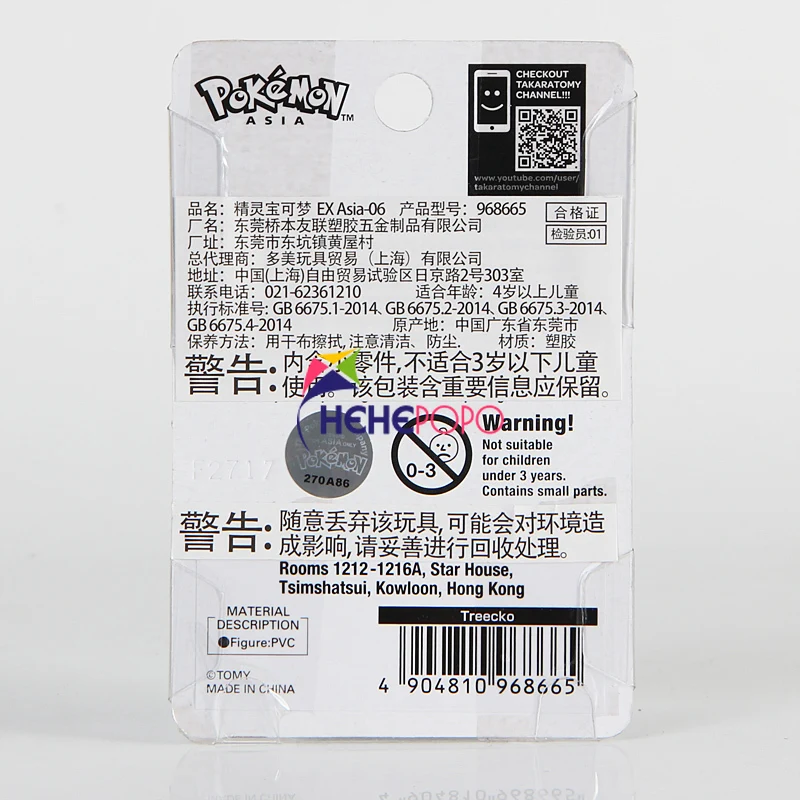 POKéMON
ASIA
TM
CHECKOUT
TAKARATOMY
CHANNEL!!!
www.youtube.com/user/
takaratomychannel
品名：精灵宝可梦 EX Asia-06 产品型号：968665
合格证
检验员:01
厂名：东莞桥本友联塑胶五金制品有限公司
厂址：东莞市东坑镇黄屋村
总代理商：多美玩具贸易（上海）有限公司
地址：中国(上海)自由贸易试验区日京路2号303室
联系电话：021-62361210 适合年龄：4岁以上儿童
执行标准号: GB 6675.1-2014、GB 6675.2-2014、GB 6675.3-2014、
GB 6675.4-2014 原产地：中国广东省东莞市
保养方法：用干布擦拭,注意清洁、防尘. 材质：塑胶
警告:
内含小零件,不适合3岁以下儿童
使用。该包装含重要信息应保留。
HEHEPOPO
ASIA ONLY
POKéMON
270A86
F2717
0-3
Warning!
Not suitable
for children
under 3 years.
Contains small parts.
警告:
随意丢弃该玩具,可能会对环境造
成影响,请妥善进行回收处理。
Rooms 1212-1216A, Star House,
Tsimshatsui, Kowloon, Hong Kong
MATERIAL
DESCRIPTION
●Figure:PVC
©TOMY
MADE IN CHINA
Treecko
4 904810 968665